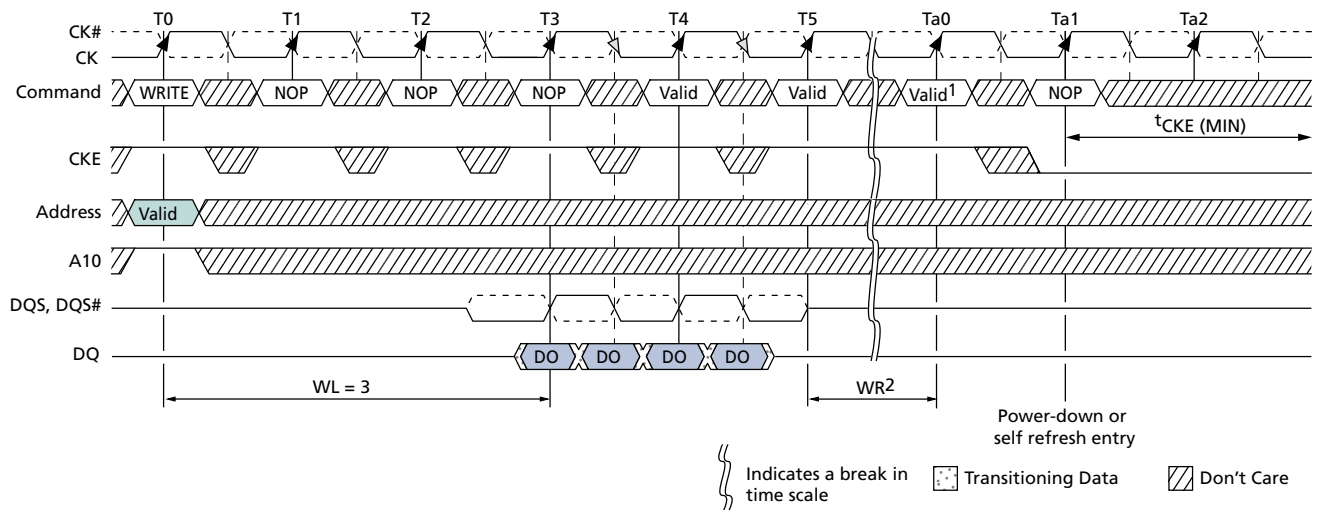 T0 T1 T2 T3 T4 T5 Ta0 Ta1 Ta2
CK#
CK
Command WRITE NOP NOP NOP Valid Valid Valid1 NOP
tCKE (MIN)
CKE
Address Valid
A10
DQS, DQS#
DQ DO DO DO DO
WL = 3 WR2
Power-down or
self refresh entry
Indicates a break in
time scale
Transitioning Data
Don't Care